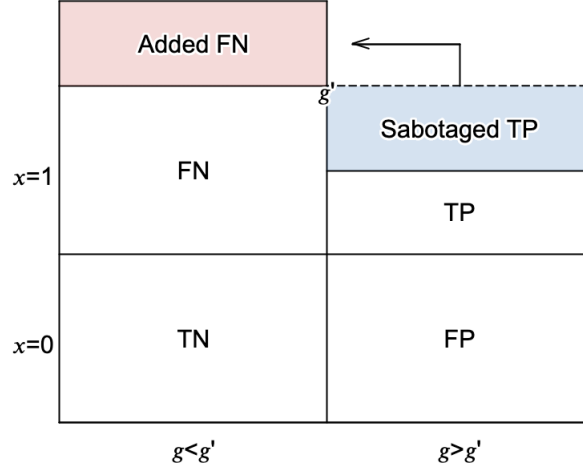 Added FN
g'
Sabotaged TP
x=1
FN
TP
x=0
TN
FP
g<g'
g>g'